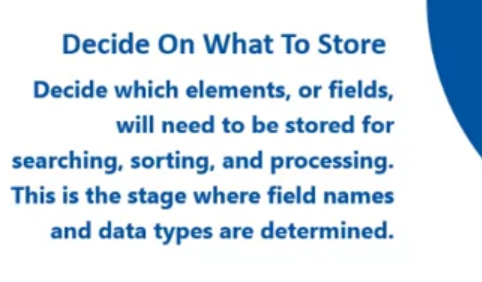 Decide On What To Store
Decide which elements, or fields,
will need to be stored for
searching, sorting, and processing.
This is the stage where field names
and data types are determined.